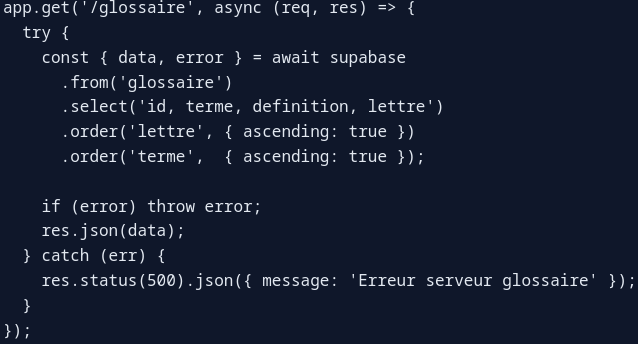 app.get('/glossaire', async (req, res) => {
  try {
    const { data, error } = await supabase
      .from('glossaire')
      .select('id, terme, definition, lettre')
      .order('lettre', { ascending: true })
      .order('terme',  { ascending: true });

    if (error) throw error;
    res.json(data);
  } catch (err) {
    res.status(500).json({ message: 'Erreur serveur glossaire' });
  }
});